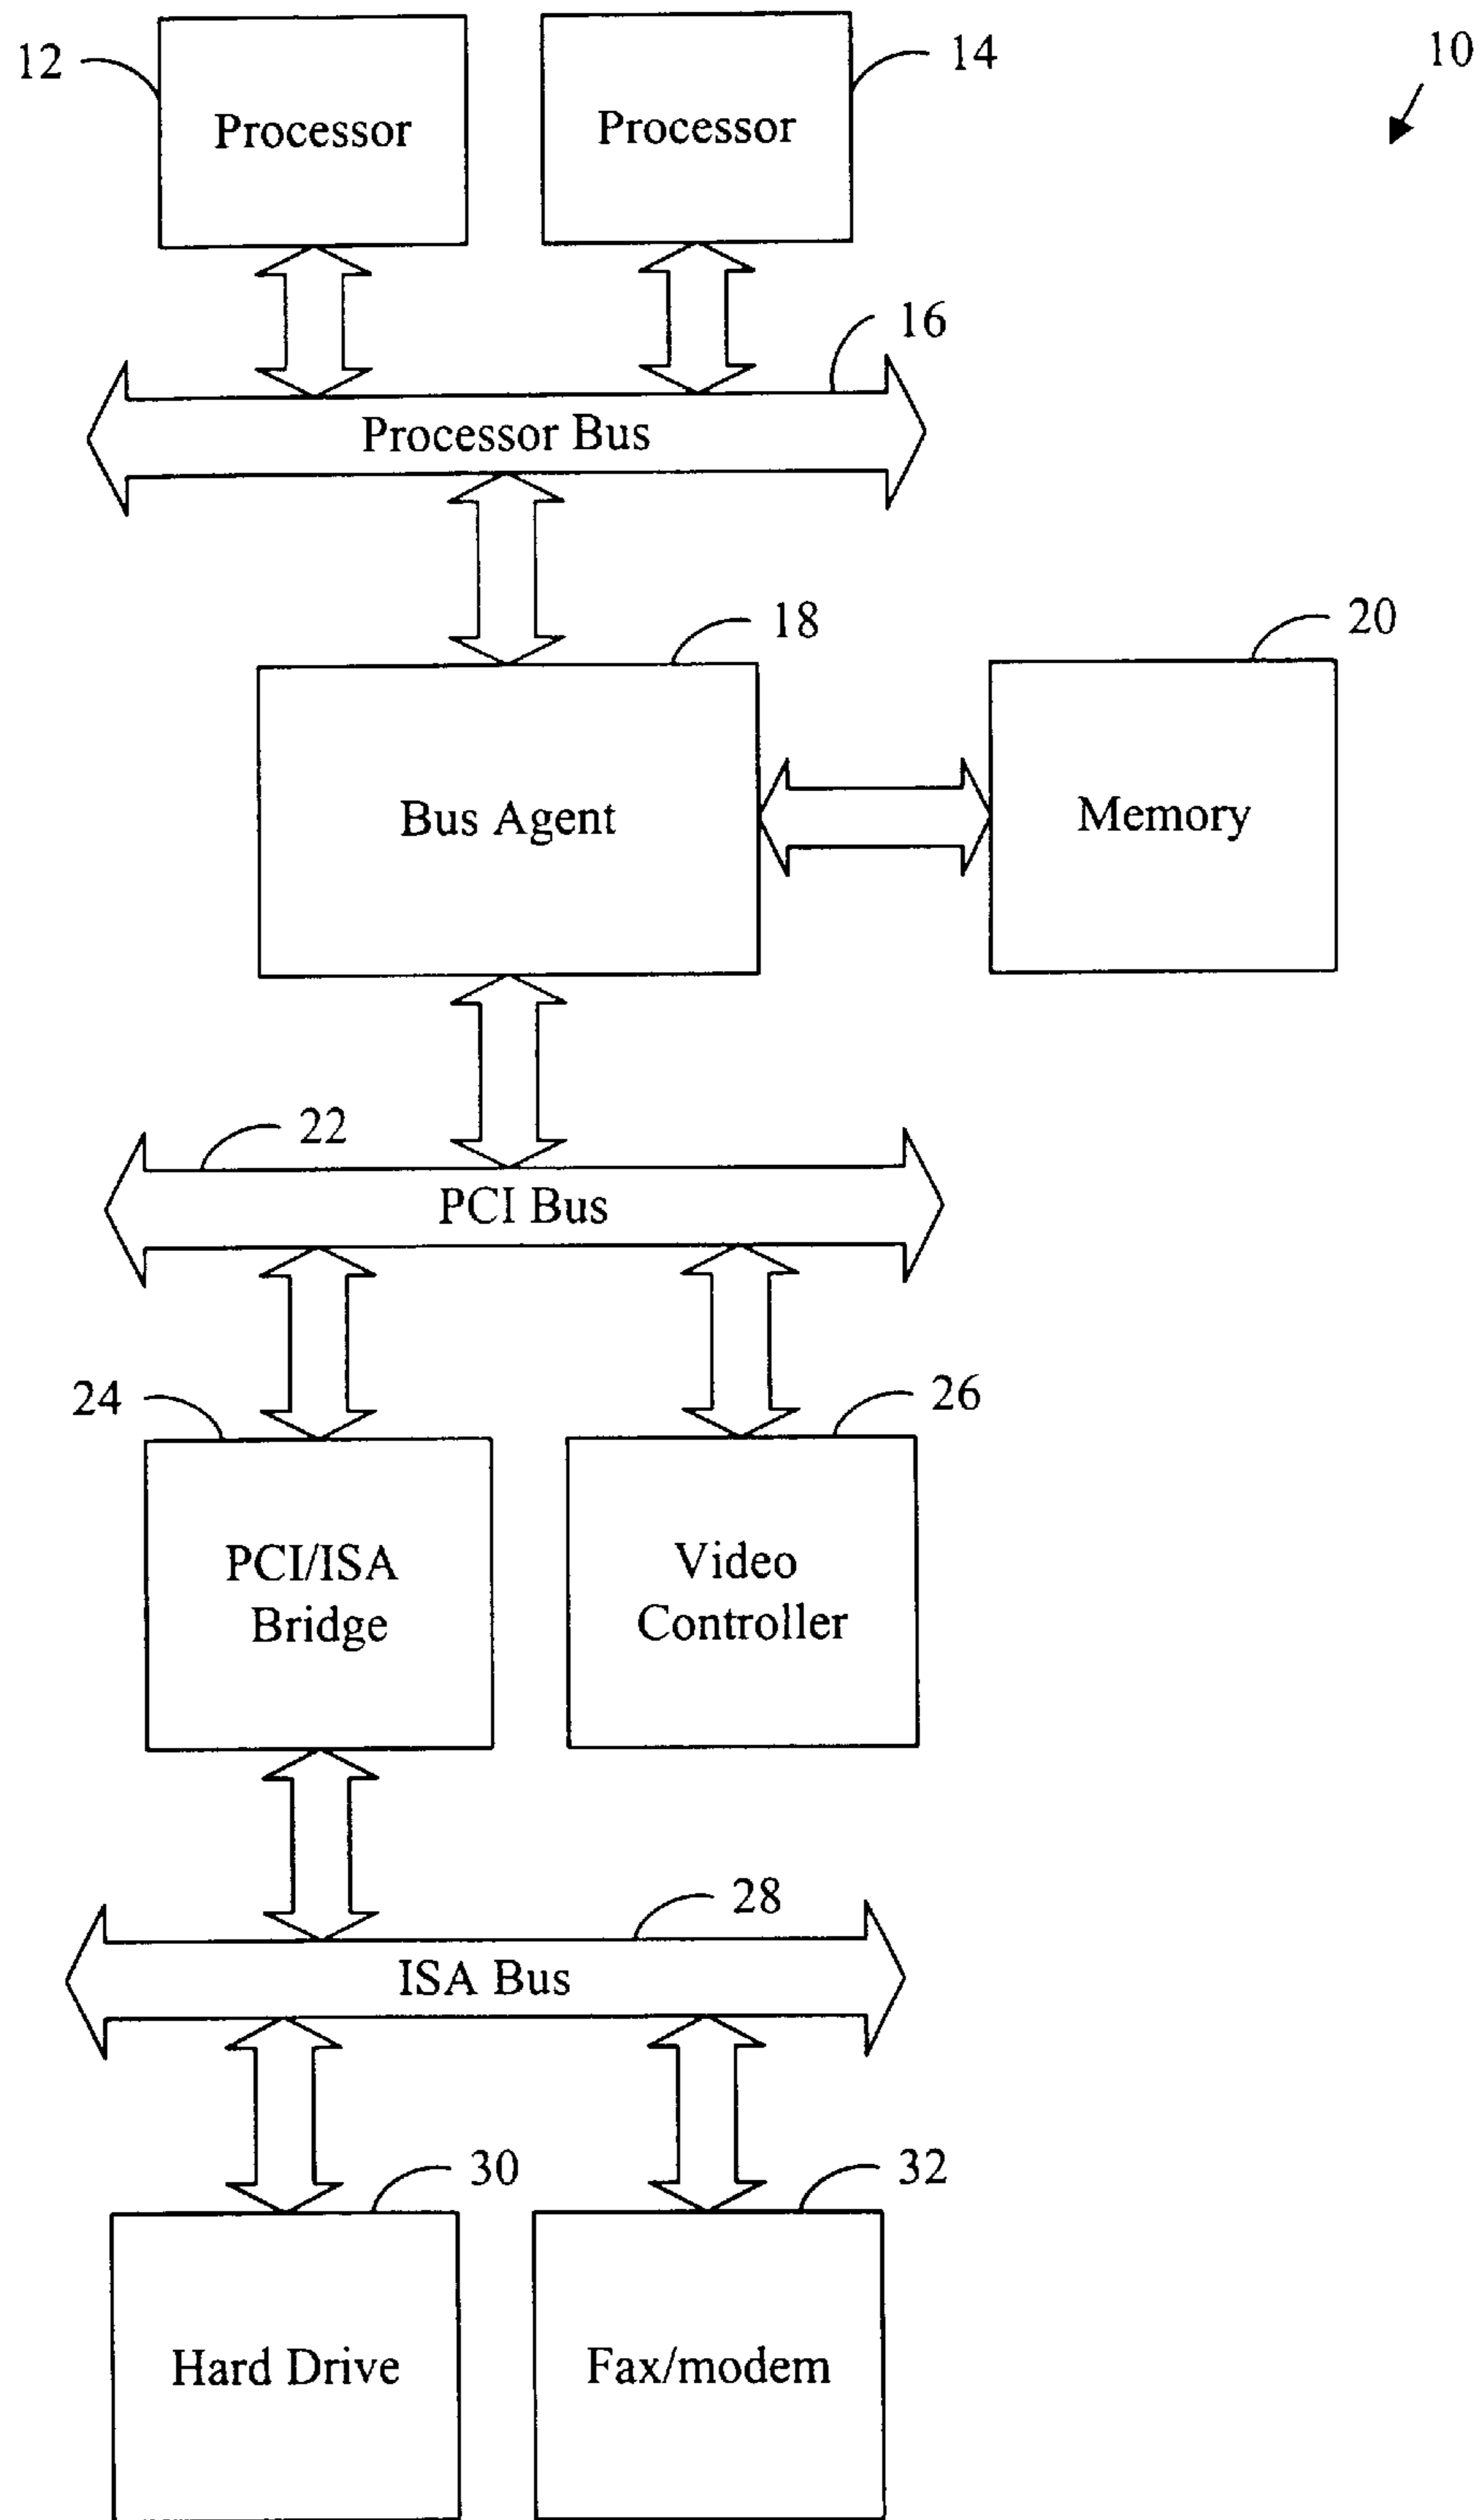 12
14
10
Processor
Processor
16
Processor Bus
18
20
Bus Agent
Memory
22
PCI Bus
24
26
PCI/ISA
Bridge
Video
Controller
28
ISA Bus
30
32
Hard Drive
Fax/modem